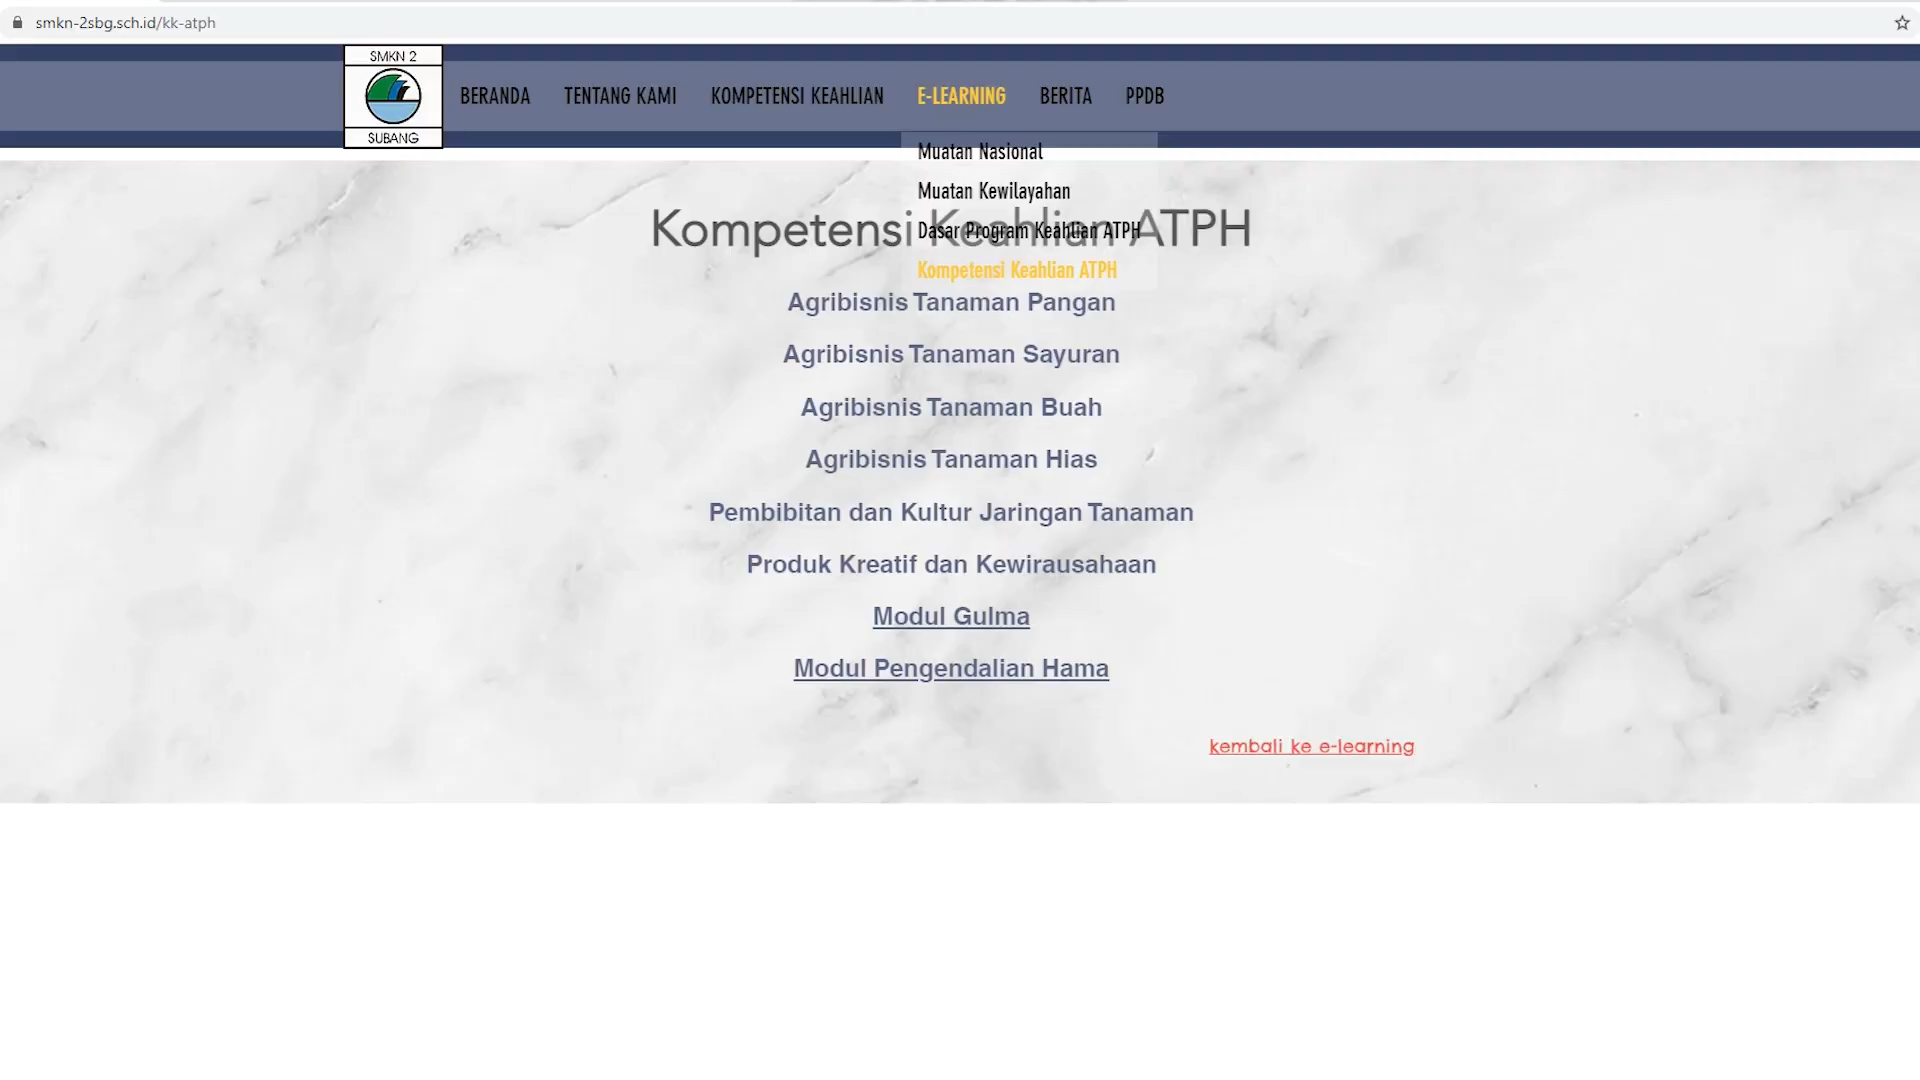 smkn-2sbg.sch.id/kk-atph
SMKN 2
SUBANG
BERANDA
TENTANG KAMI
KOMPETENSI KEAHLIAN
E-LEARNING
BERITA
PPDB
Muatan Nasional
Muatan Kewilayahan
Dasar Program Keahlian ATPH
Kompetensi Keahlian ATPH
Kompetensi Keahlian ATPH
Agribisnis Tanaman Pangan
Agribisnis Tanaman Sayuran
Agribisnis Tanaman Buah
Agribisnis Tanaman Hias
Pembibitan dan Kultur Jaringan Tanaman
Produk Kreatif dan Kewirausahaan
Modul Gulma
Modul Pengendalian Hama
kembali ke e-learning